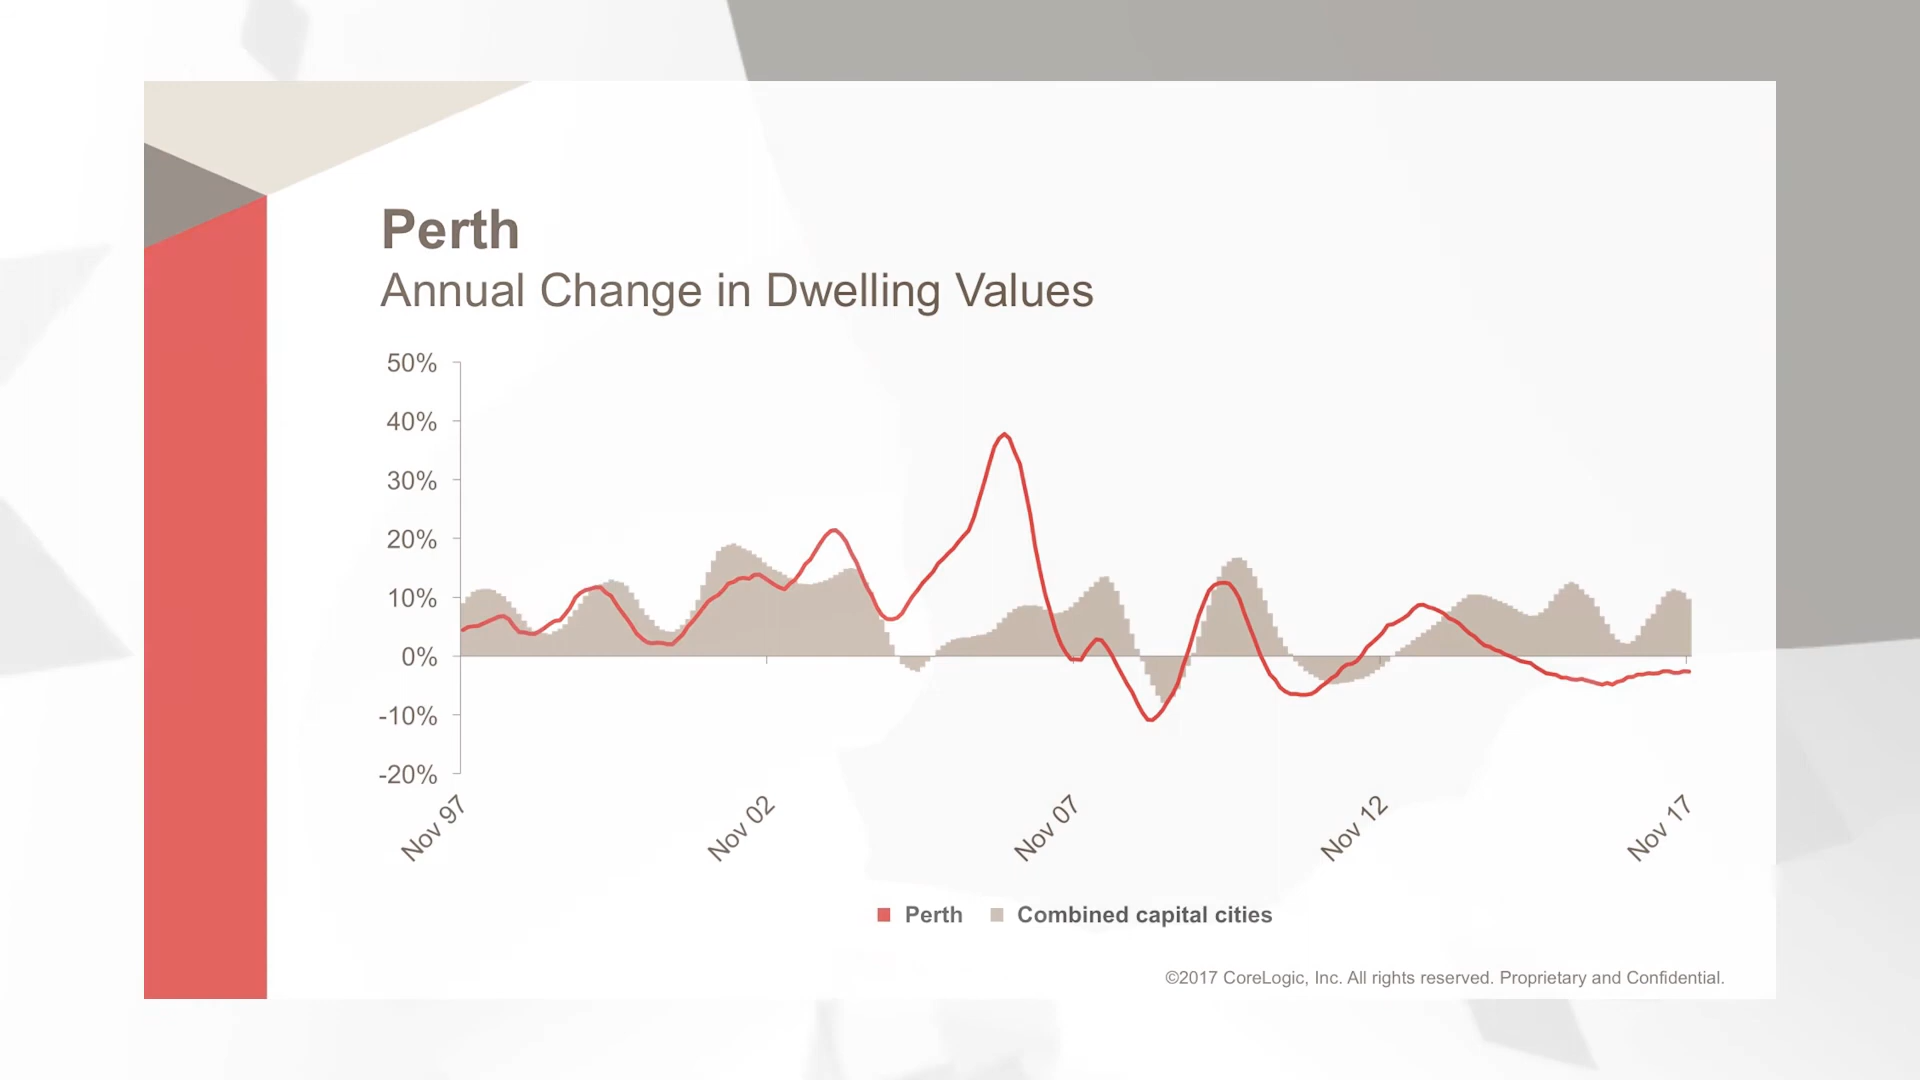 Perth
Annual Change in Dwelling Values
50%
40%
30%
20%
10%
0%
-10%
-20%
Nov 97
Nov 02
Nov 07
Nov 12
Nov 17
Perth
Combined capital cities
©2017 CoreLogic, Inc. All rights reserved. Proprietary and Confidential.